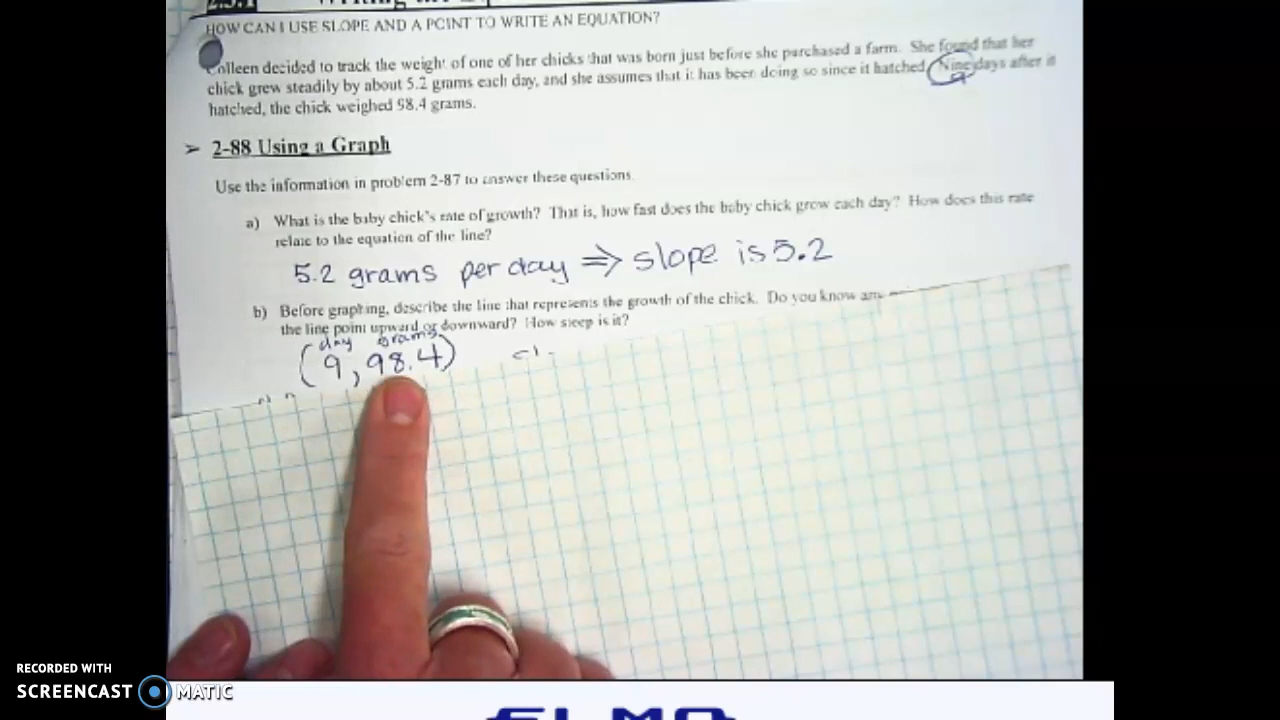 HOW CAN I USE SLOPE AND A POINT TO WRITE AN EQUATION?
Colleen decided to track the weight of one of her chicks that was born just before she purchased a farm. She found that her
chick grew steadily by about 5.2 grams each day, and she assumes that it has been doing so since it hatched. Nine days after it
hatched, the chick weighed 98.4 grams.
➢ 2-88 Using a Graph
Use the information in problem 2-87 to answer these questions.
a) What is the baby chick's rate of growth? That is, how fast does the baby chick grow each day? How does this rate
relate to the equation of the line?
5.2 grams per day ⇒ slope is 5.2
b) Before graphing, describe the line that represents the growth of the chick. Do you know any
the line point upward or downward? How steep is it?
day grams
(9, 98.4)
RECORDED WITH
SCREENCAST MATIC
ELMO